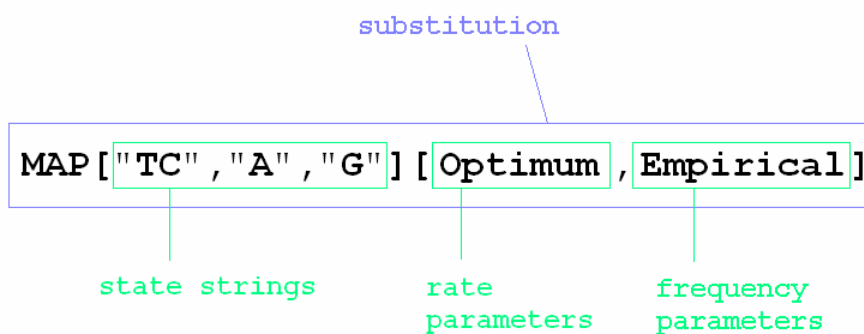 substitution
MAP["TC","A","G"][Optimum,Empirical]
state strings
rate parameters
frequency parameters